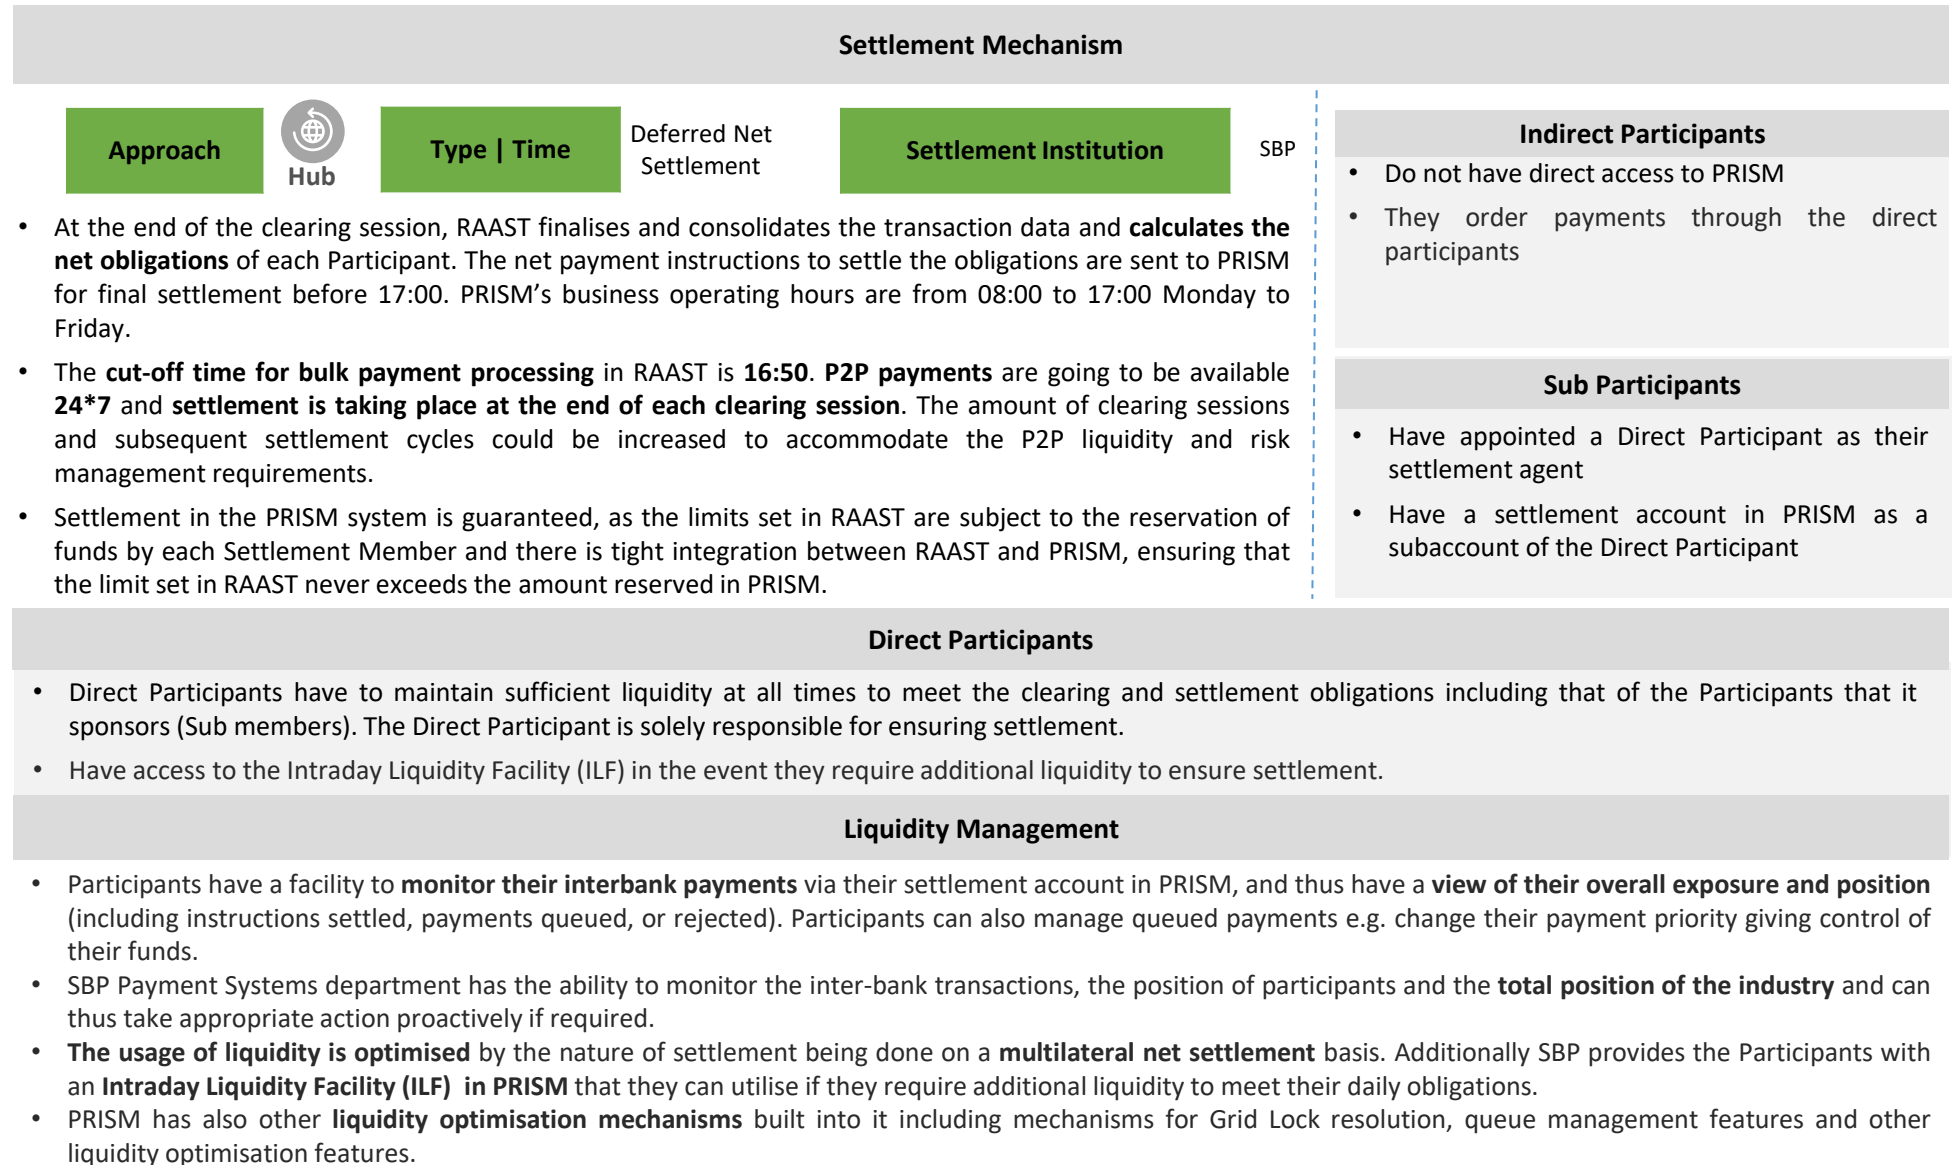 Settlement Mechanism
Approach
Hub
Type | Time
Deferred Net
Settlement
Settlement Institution
SBP
• At the end of the clearing session, RAAST finalises and consolidates the transaction data and calculates the
net obligations of each Participant. The net payment instructions to settle the obligations are sent to PRISM
for final settlement before 17:00. PRISM’s business operating hours are from 08:00 to 17:00 Monday to
Friday.
• The cut-off time for bulk payment processing in RAAST is 16:50. P2P payments are going to be available
24*7 and settlement is taking place at the end of each clearing session. The amount of clearing sessions
and subsequent settlement cycles could be increased to accommodate the P2P liquidity and risk
management requirements.
• Settlement in the PRISM system is guaranteed, as the limits set in RAAST are subject to the reservation of
funds by each Settlement Member and there is tight integration between RAAST and PRISM, ensuring that
the limit set in RAAST never exceeds the amount reserved in PRISM.
Indirect Participants
• Do not have direct access to PRISM
• They order payments through the direct
participants
Sub Participants
• Have appointed a Direct Participant as their
settlement agent
• Have a settlement account in PRISM as a
subaccount of the Direct Participant
Direct Participants
• Direct Participants have to maintain sufficient liquidity at all times to meet the clearing and settlement obligations including that of the Participants that it
sponsors (Sub members). The Direct Participant is solely responsible for ensuring settlement.
• Have access to the Intraday Liquidity Facility (ILF) in the event they require additional liquidity to ensure settlement.
Liquidity Management
• Participants have a facility to monitor their interbank payments via their settlement account in PRISM, and thus have a view of their overall exposure and position
(including instructions settled, payments queued, or rejected). Participants can also manage queued payments e.g. change their payment priority giving control of
their funds.
• SBP Payment Systems department has the ability to monitor the inter-bank transactions, the position of participants and the total position of the industry and can
thus take appropriate action proactively if required.
• The usage of liquidity is optimised by the nature of settlement being done on a multilateral net settlement basis. Additionally SBP provides the Participants with
an Intraday Liquidity Facility (ILF) in PRISM that they can utilise if they require additional liquidity to meet their daily obligations.
• PRISM has also other liquidity optimisation mechanisms built into it including mechanisms for Grid Lock resolution, queue management features and other
liquidity optimisation features.